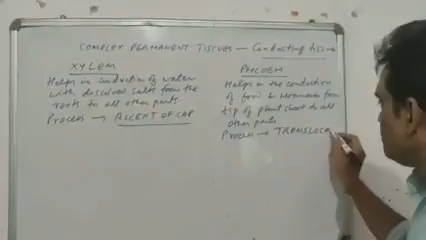 COMPLEX PERMANENT TISSUES — Conducting tissue
XYLEM
Helps in conduction of water
with dissolved salts from the
roots to all other parts
Process → ASCENT OF SAP
PHLOEM
Helps in the conduction
of food & Hormones from
tip of plant shoot to all
other parts
Process → TRANSLOCA